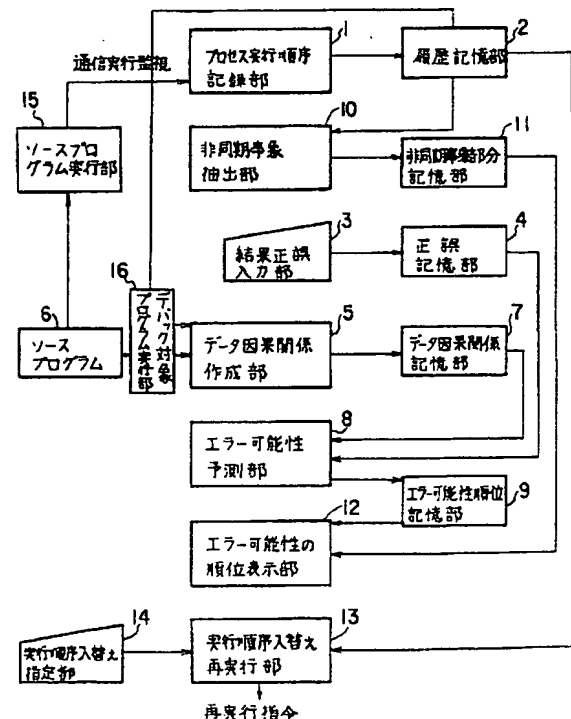 1
プロセス実行順序
記録部
2
履歴記憶部
通信実行監視
15
ソースプロ
グラム実行部
10
非同期事象
抽出部
11
非同期事象部分
記憶部
3
結果正誤
入力部
4
正誤
記憶部
16
デバック対象
プログラム実行部
6
ソース
プログラム
5
データ因果関係
作成部
7
データ因果関係
記憶部
8
エラー可能性
予測部
9
エラー可能性順位
記憶部
12
エラー可能性の
順位表示部
14
実行順序入替え
指定部
13
実行順序入替え
再実行部
再実行指令